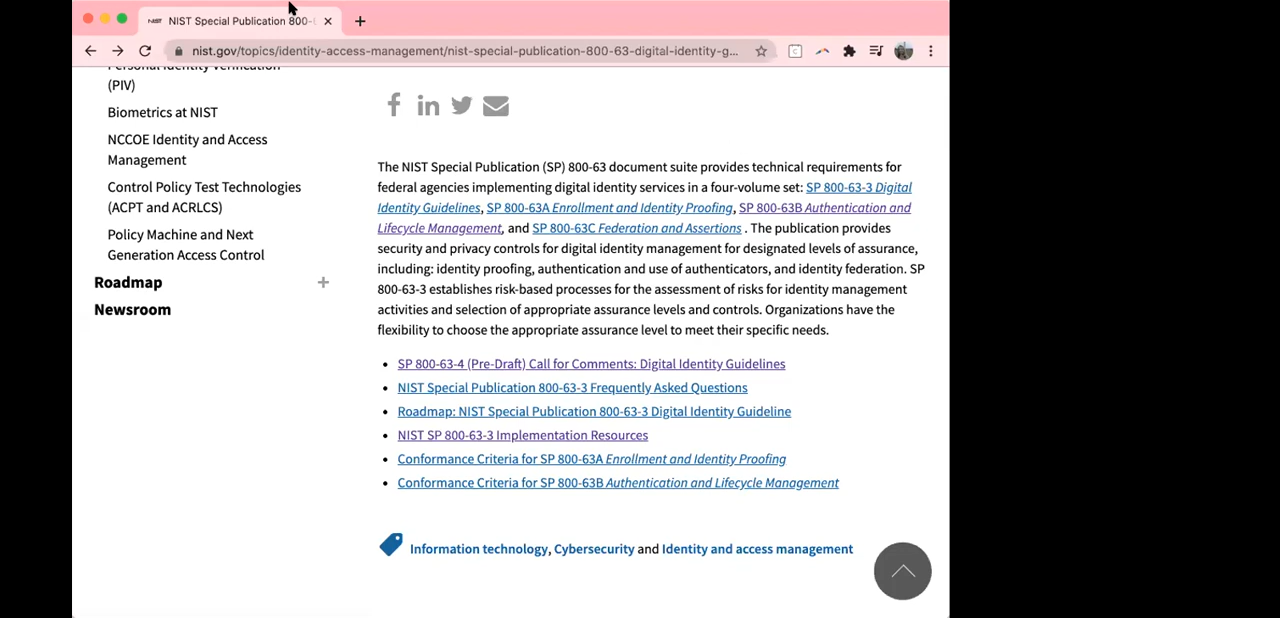 NIST Special Publication 800-
nist.gov/topics/identity-access-management/nist-special-publication-800-63-digital-identity-g...
Personal Identity Verification
(PIV)
Biometrics at NIST
NCCOE Identity and Access
Management
Control Policy Test Technologies
(ACPT and ACRLCS)
Policy Machine and Next
Generation Access Control
Roadmap
Newsroom
The NIST Special Publication (SP) 800-63 document suite provides technical requirements for
federal agencies implementing digital identity services in a four-volume set: SP 800-63-3 Digital
Identity Guidelines, SP 800-63A Enrollment and Identity Proofing, SP 800-63B Authentication and
Lifecycle Management, and SP 800-63C Federation and Assertions . The publication provides
security and privacy controls for digital identity management for designated levels of assurance,
including: identity proofing, authentication and use of authenticators, and identity federation. SP
800-63-3 establishes risk-based processes for the assessment of risks for identity management
activities and selection of appropriate assurance levels and controls. Organizations have the
flexibility to choose the appropriate assurance level to meet their specific needs.
SP 800-63-4 (Pre-Draft) Call for Comments: Digital Identity Guidelines
NIST Special Publication 800-63-3 Frequently Asked Questions
Roadmap: NIST Special Publication 800-63-3 Digital Identity Guideline
NIST SP 800-63-3 Implementation Resources
Conformance Criteria for SP 800-63A Enrollment and Identity Proofing
Conformance Criteria for SP 800-63B Authentication and Lifecycle Management
Information technology, Cybersecurity and Identity and access management